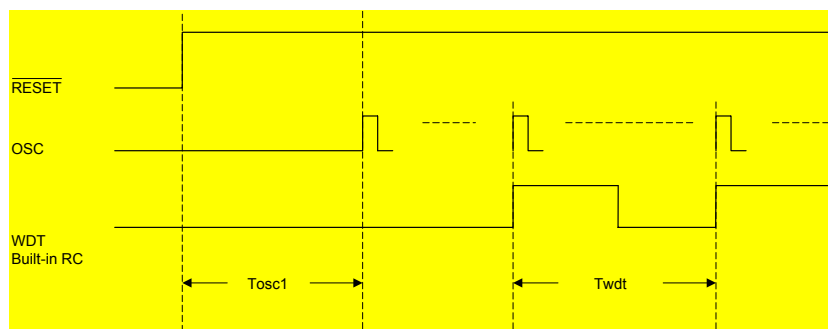 RESET
OSC
WDT
Built-in RC
Tosc1
Twdt